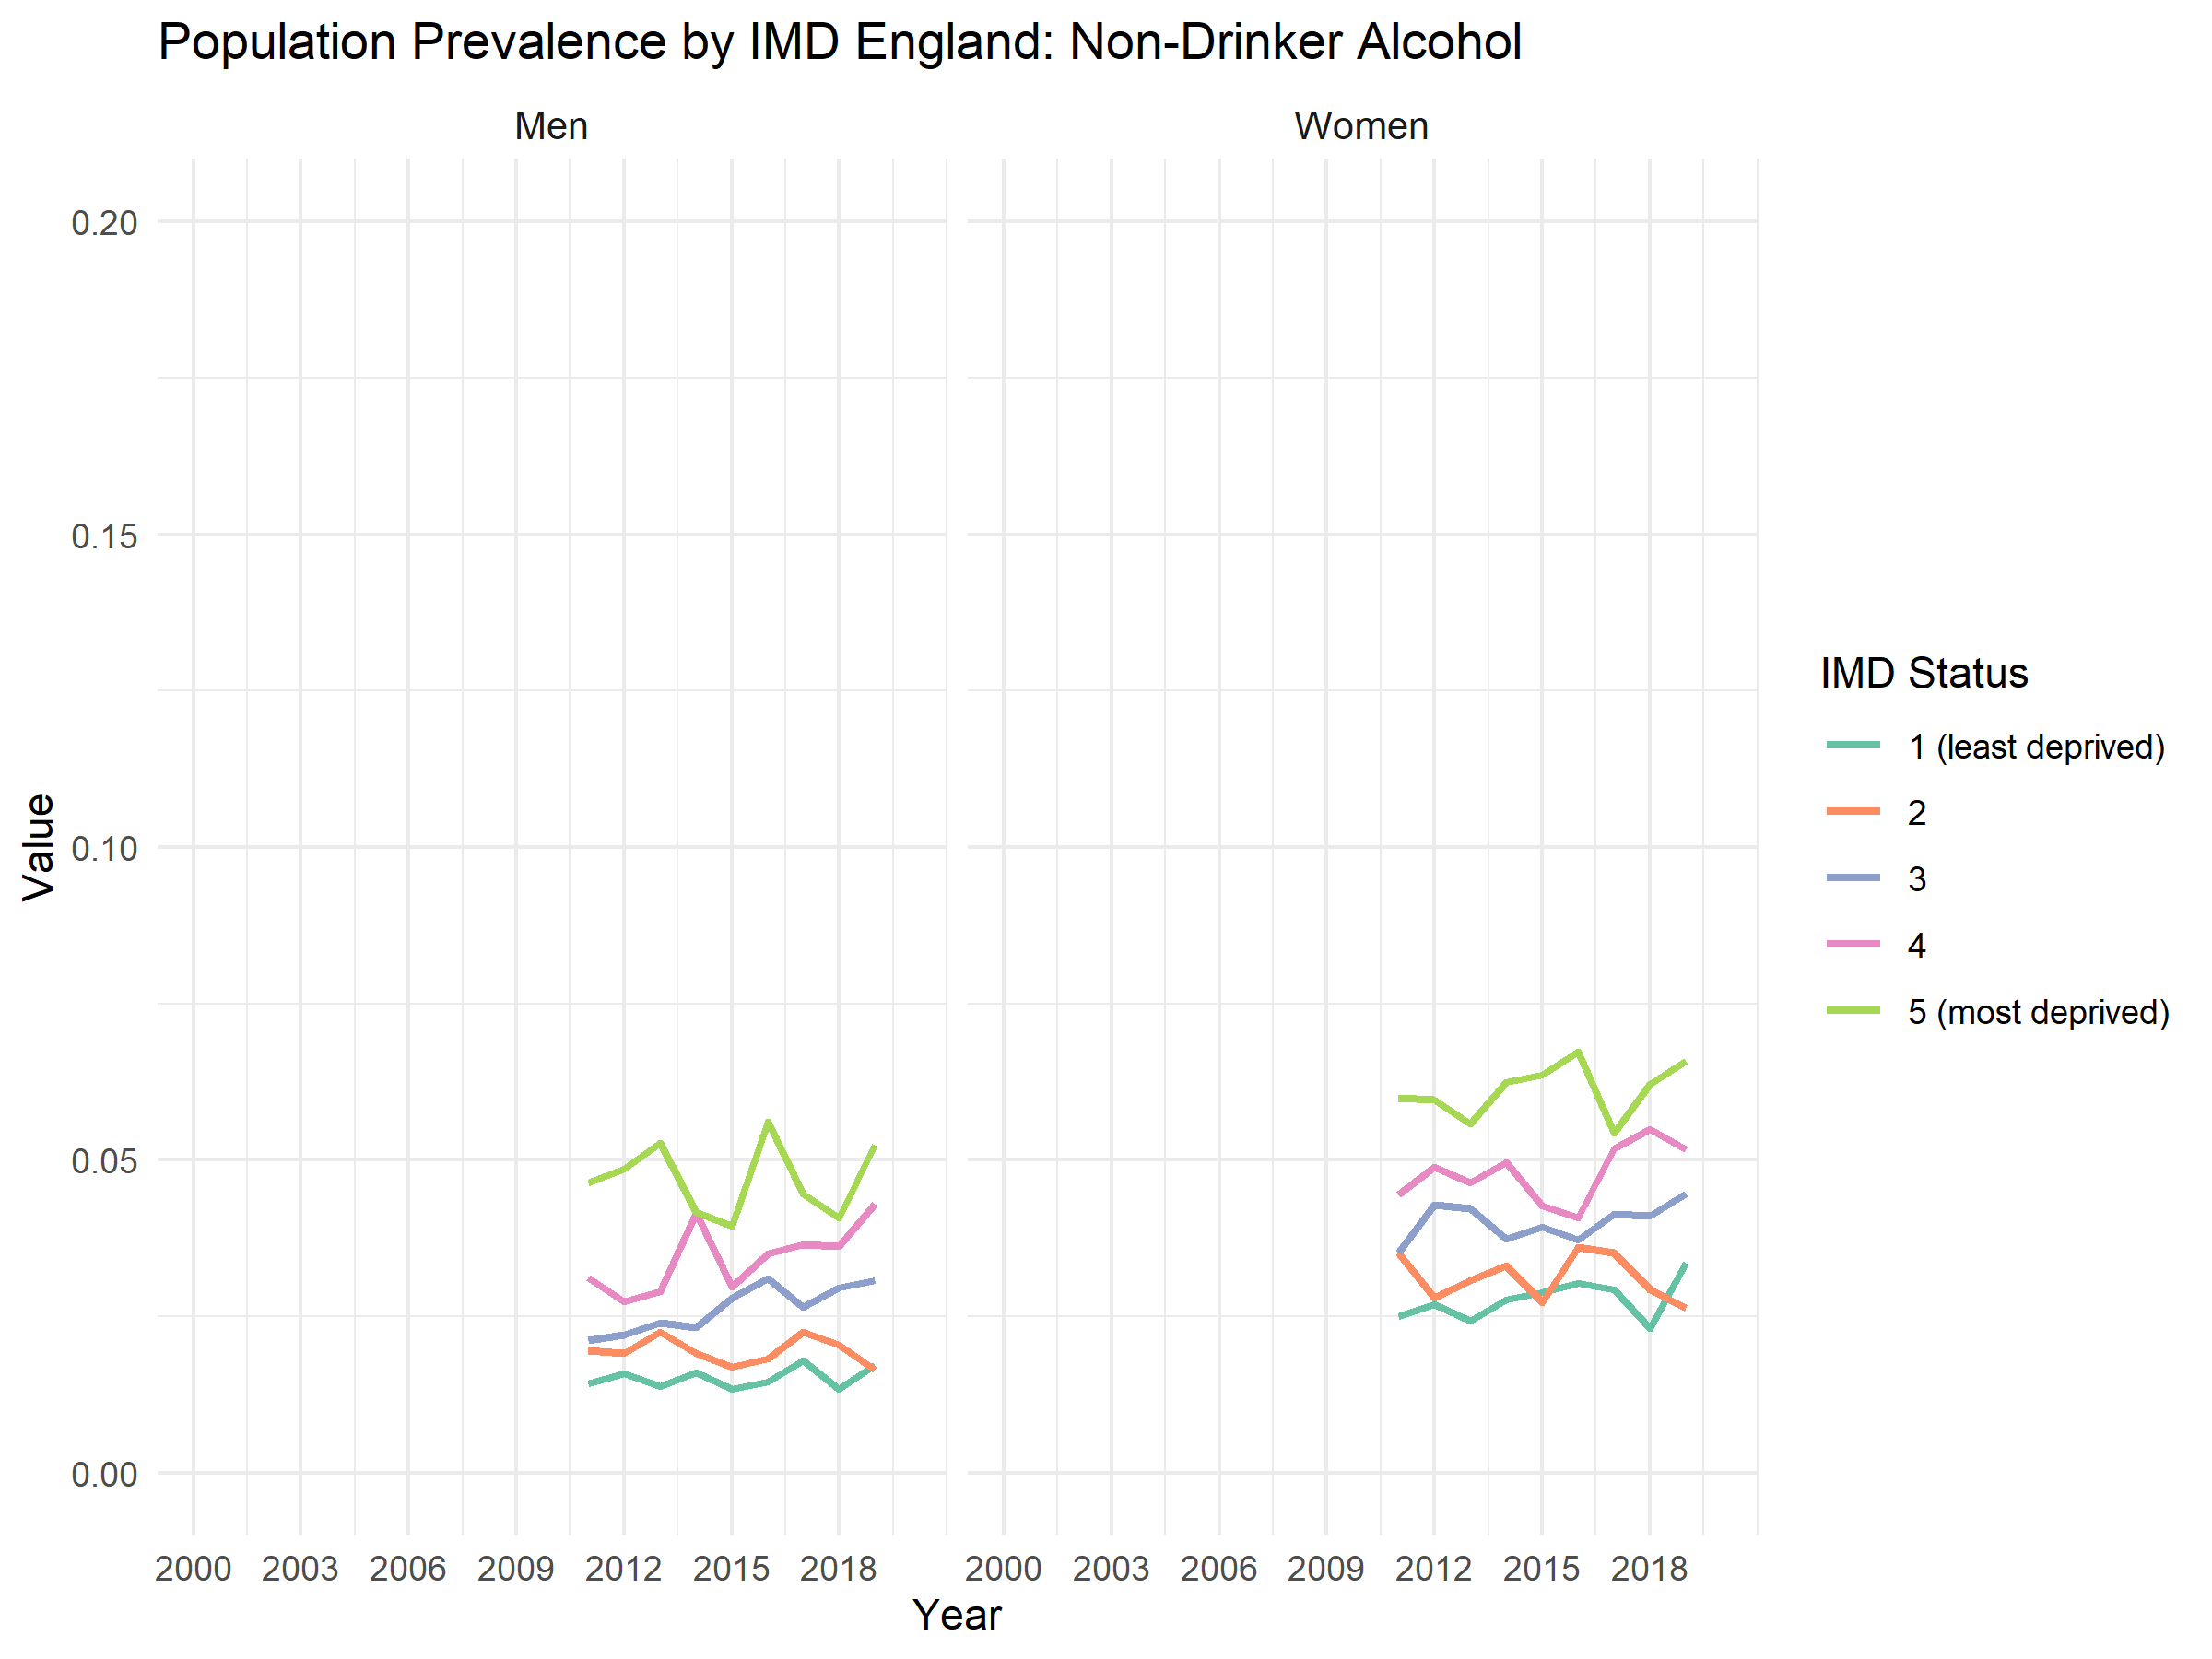 Population Prevalence by IMD England: Non-Drinker Alcohol
Men
Women
0.20
0.15
0.10
0.05
0.00
Value
2000 2003 2006 2009 2012 2015 2018
2000 2003 2006 2009 2012 2015 2018
Year
IMD Status
1 (least deprived)
2
3
4
5 (most deprived)